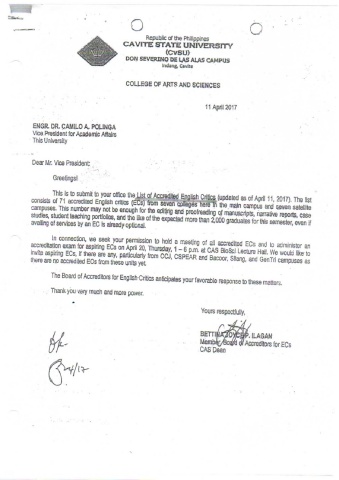 Republic of the Philippines
CAVITE STATE UNIVERSITY
(CvSU)
DON SEVERINO DE LAS ALAS CAMPUS
Indang, Cavite
COLLEGE OF ARTS AND SCIENCES
11 April 2017
ENGR. DR. CAMILO A. POLINGA
Vice President for Academic Affairs
This University
Dear Mr. Vice President:
Greetings!
This is to submit to your office the List of Accredited English Critics (updated as of April 11, 2017). The list
consists of 71 accredited English critics (ECs) from seven colleges here in the main campus and seven satellite
campuses. This number may not be enough for the editing and proofreading of manuscripts, narrative reports, case
studies, student teaching portfolios, and the like of the expected more than 2,000 graduates for this semester, even if
availing of services by an EC is already optional.
In connection, we seek your permission to hold a meeting of all accredited ECs and to administer an
accreditation exam for aspiring ECs on April 20, Thursday, 1 – 5 p.m. at CAS BioSci Lecture Hall. We would like to
invite aspiring ECs, if there are any, particularly from CCJ, CSPEAR and Bacoor, Silang, and GenTri campuses as
there are no accredited ECs from these units yet.
The Board of Accreditors for English Critics anticipates your favorable response to these matters.
Thank you very much and more power.
Yours respectfully,
BETTINA JOYCE P. ILAGAN
Member, Board of Accreditors for ECs
CAS Dean